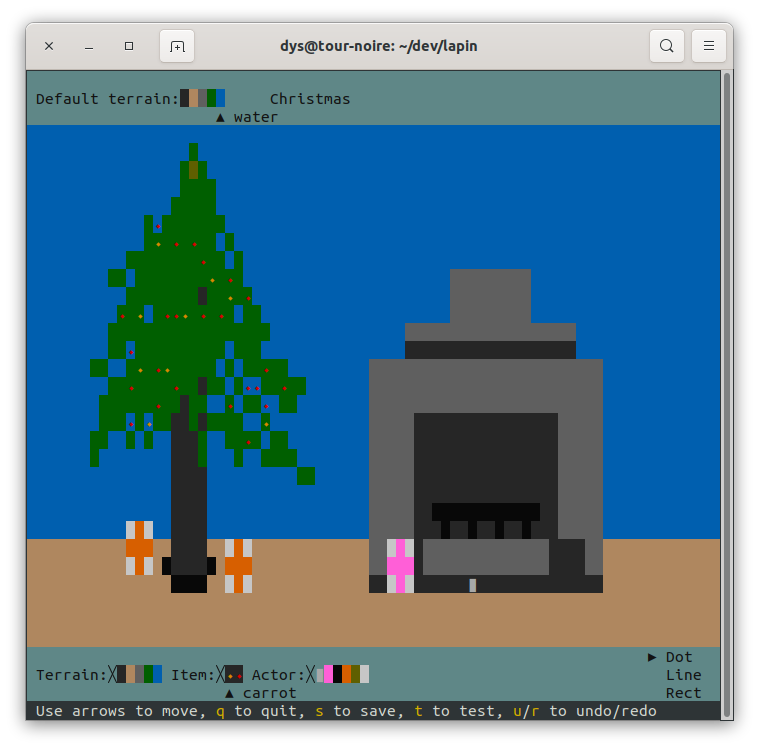 dys@tour-noire: ~/dev/lapin
Default terrain: Christmas
▲ water
Terrain: Item: Actor:
▲ carrot
► Dot
Line
Rect
Use arrows to move, q to quit, s to save, t to test, u/r to undo/redo